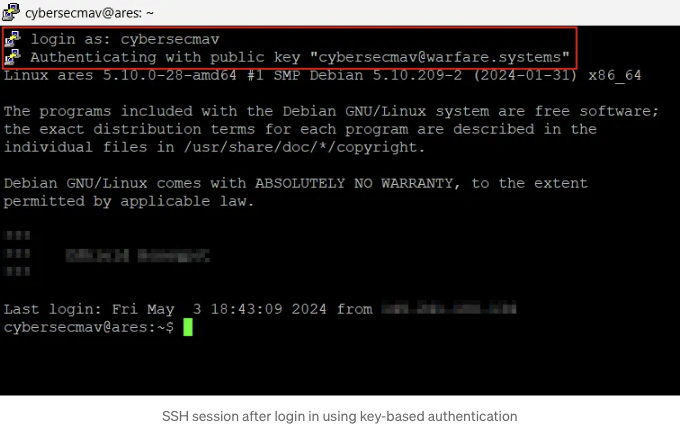 cybersecmav@ares: ~
login as: cybersecmav
Authenticating with public key "cybersecmav@warfare.systems"
Linux ares 5.10.0-28-amd64 #1 SMP Debian 5.10.209-2 (2024-01-31) x86_64
The programs included with the Debian GNU/Linux system are free software;
the exact distribution terms for each program are described in the
individual files in /usr/share/doc/*/copyright.
Debian GNU/Linux comes with ABSOLUTELY NO WARRANTY, to the extent
permitted by applicable law.
Last login: Fri May  3 18:43:09 2024 from
cybersecmav@ares:~$
SSH session after login in using key-based authentication